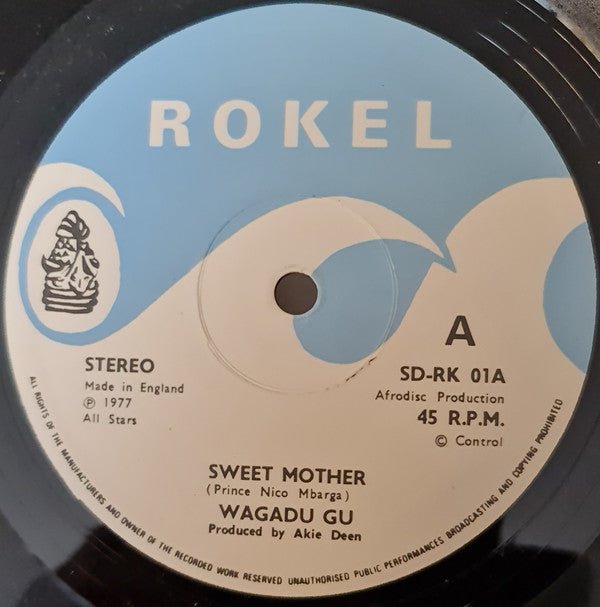 ROKEL
A
STEREO
Made in England
℗ 1977
All Stars
SD-RK 01A
Afrodisc Production
45 R.P.M.
© Control
SWEET MOTHER
(Prince Nico Mbarga)
WAGADU GU
Produced by Akie Deen
ALL RIGHTS OF THE MANUFACTURERS AND OWNER OF THE RECORDED WORK RESERVED UNAUTHORISED PUBLIC PERFORMANCES BROADCASTING AND COPYING PROHIBITED